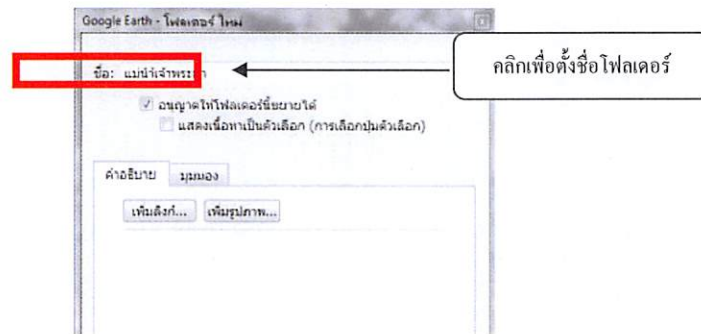 Google Earth - โฟลเดอร์ ใหม่
คลิกเพื่อตั้งชื่อโฟลเดอร์
ชื่อ: แม่น้ำเจ้าพระยา
อนุญาตให้โฟลเดอร์นี้ขยายได้
แสดงเนื้อหาเป็นตัวเลือก (การเลือกปุ่มตัวเลือก)
คำอธิบาย มุมมอง
เพิ่มลิงก์... เพิ่มรูปภาพ...